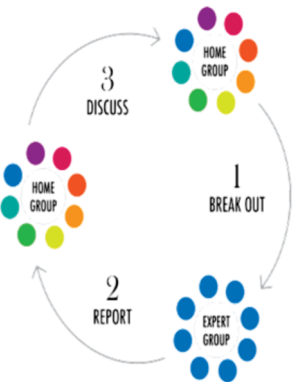 HOME
GROUP
3
DISCUSS
1
BREAK OUT
HOME
GROUP
2
REPORT
EXPERT
GROUP